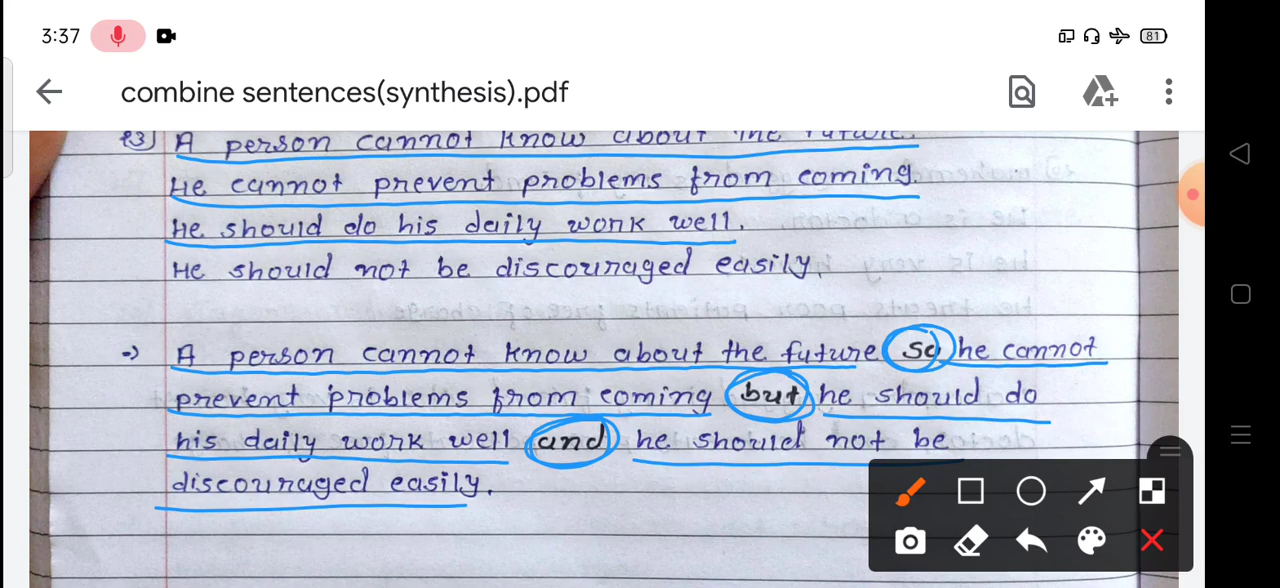 3:37
81
combine sentences(synthesis).pdf
A person cannot know about the future.
He cannot prevent problems from coming.
He should do his daily work well.
He should not be discouraged easily.
-> A person cannot know about the future so he cannot
prevent problems from coming but he should do
his daily work well and he should not be
discouraged easily.